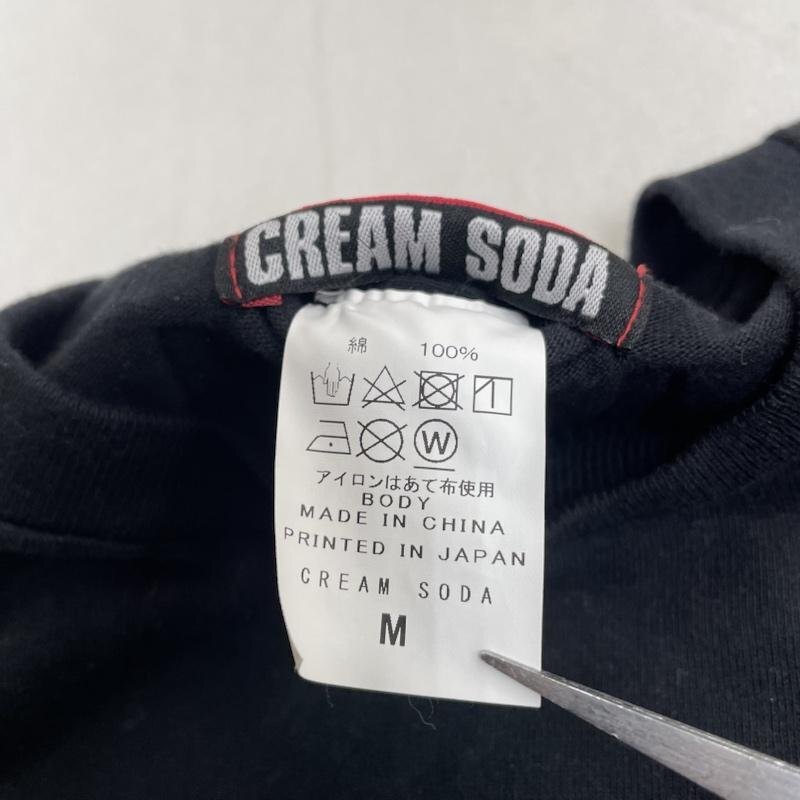 CREAM SODA
綿 100%
W
アイロンはあて布使用
BODY
MADE IN CHINA
PRINTED IN JAPAN
CREAM SODA
M